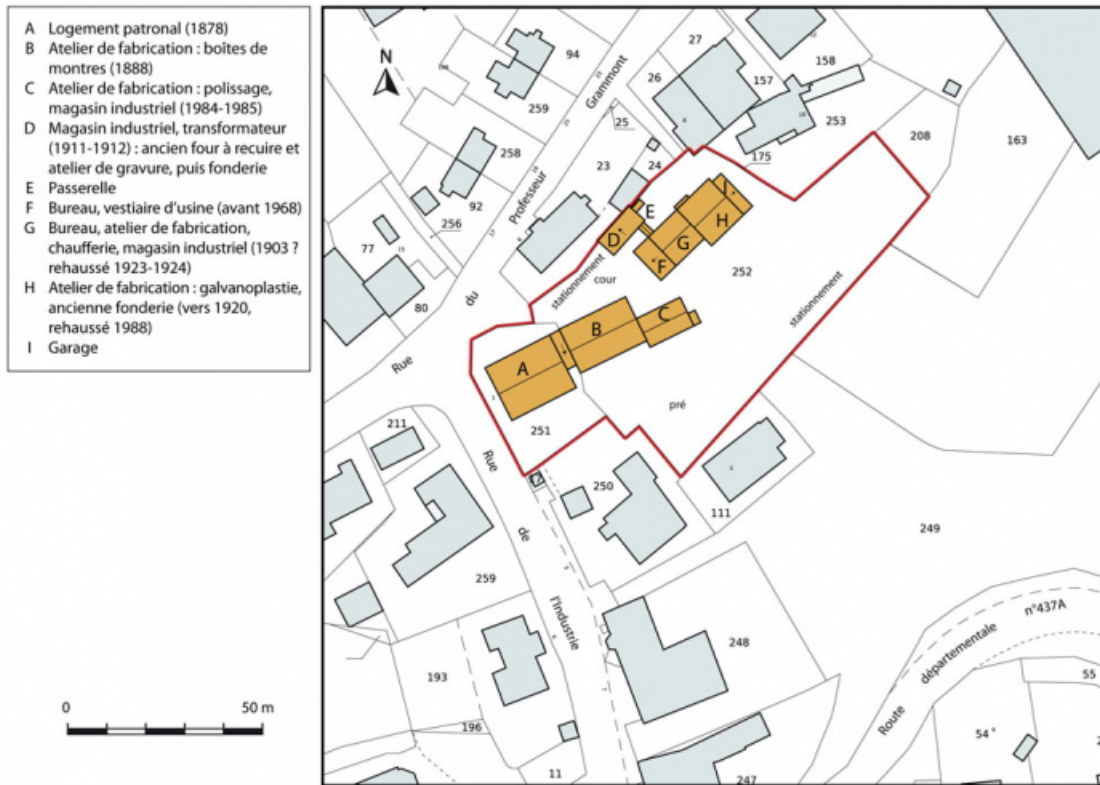 A Logement patronal (1878)
B Atelier de fabrication : boîtes de
montres (1888)
C Atelier de fabrication : polissage,
magasin industriel (1984-1985)
D Magasin industriel, transformateur
(1911-1912) : ancien four à recuire et
atelier de gravure, puis fonderie
E Passerelle
F Bureau, vestiaire d'usine (avant 1968)
G Bureau, atelier de fabrication,
chaufferie, magasin industriel (1903 ?
rehaussé 1923-1924)
H Atelier de fabrication : galvanoplastie,
ancienne fonderie (vers 1920,
rehaussé 1988)
I Garage
0 50 m
N
94
259
258
92
256
77
80
27
26
25
23
24
157
158
253
175
208
163
Rue du Professeur Grammont
A
B
C
D
E
F
G
H
I
stationnement
cour
252
stationnement
pré
251
211
250
111
249
259
Rue de l'Industrie
193
196
11
248
247
Route départementale n°437A
55
54